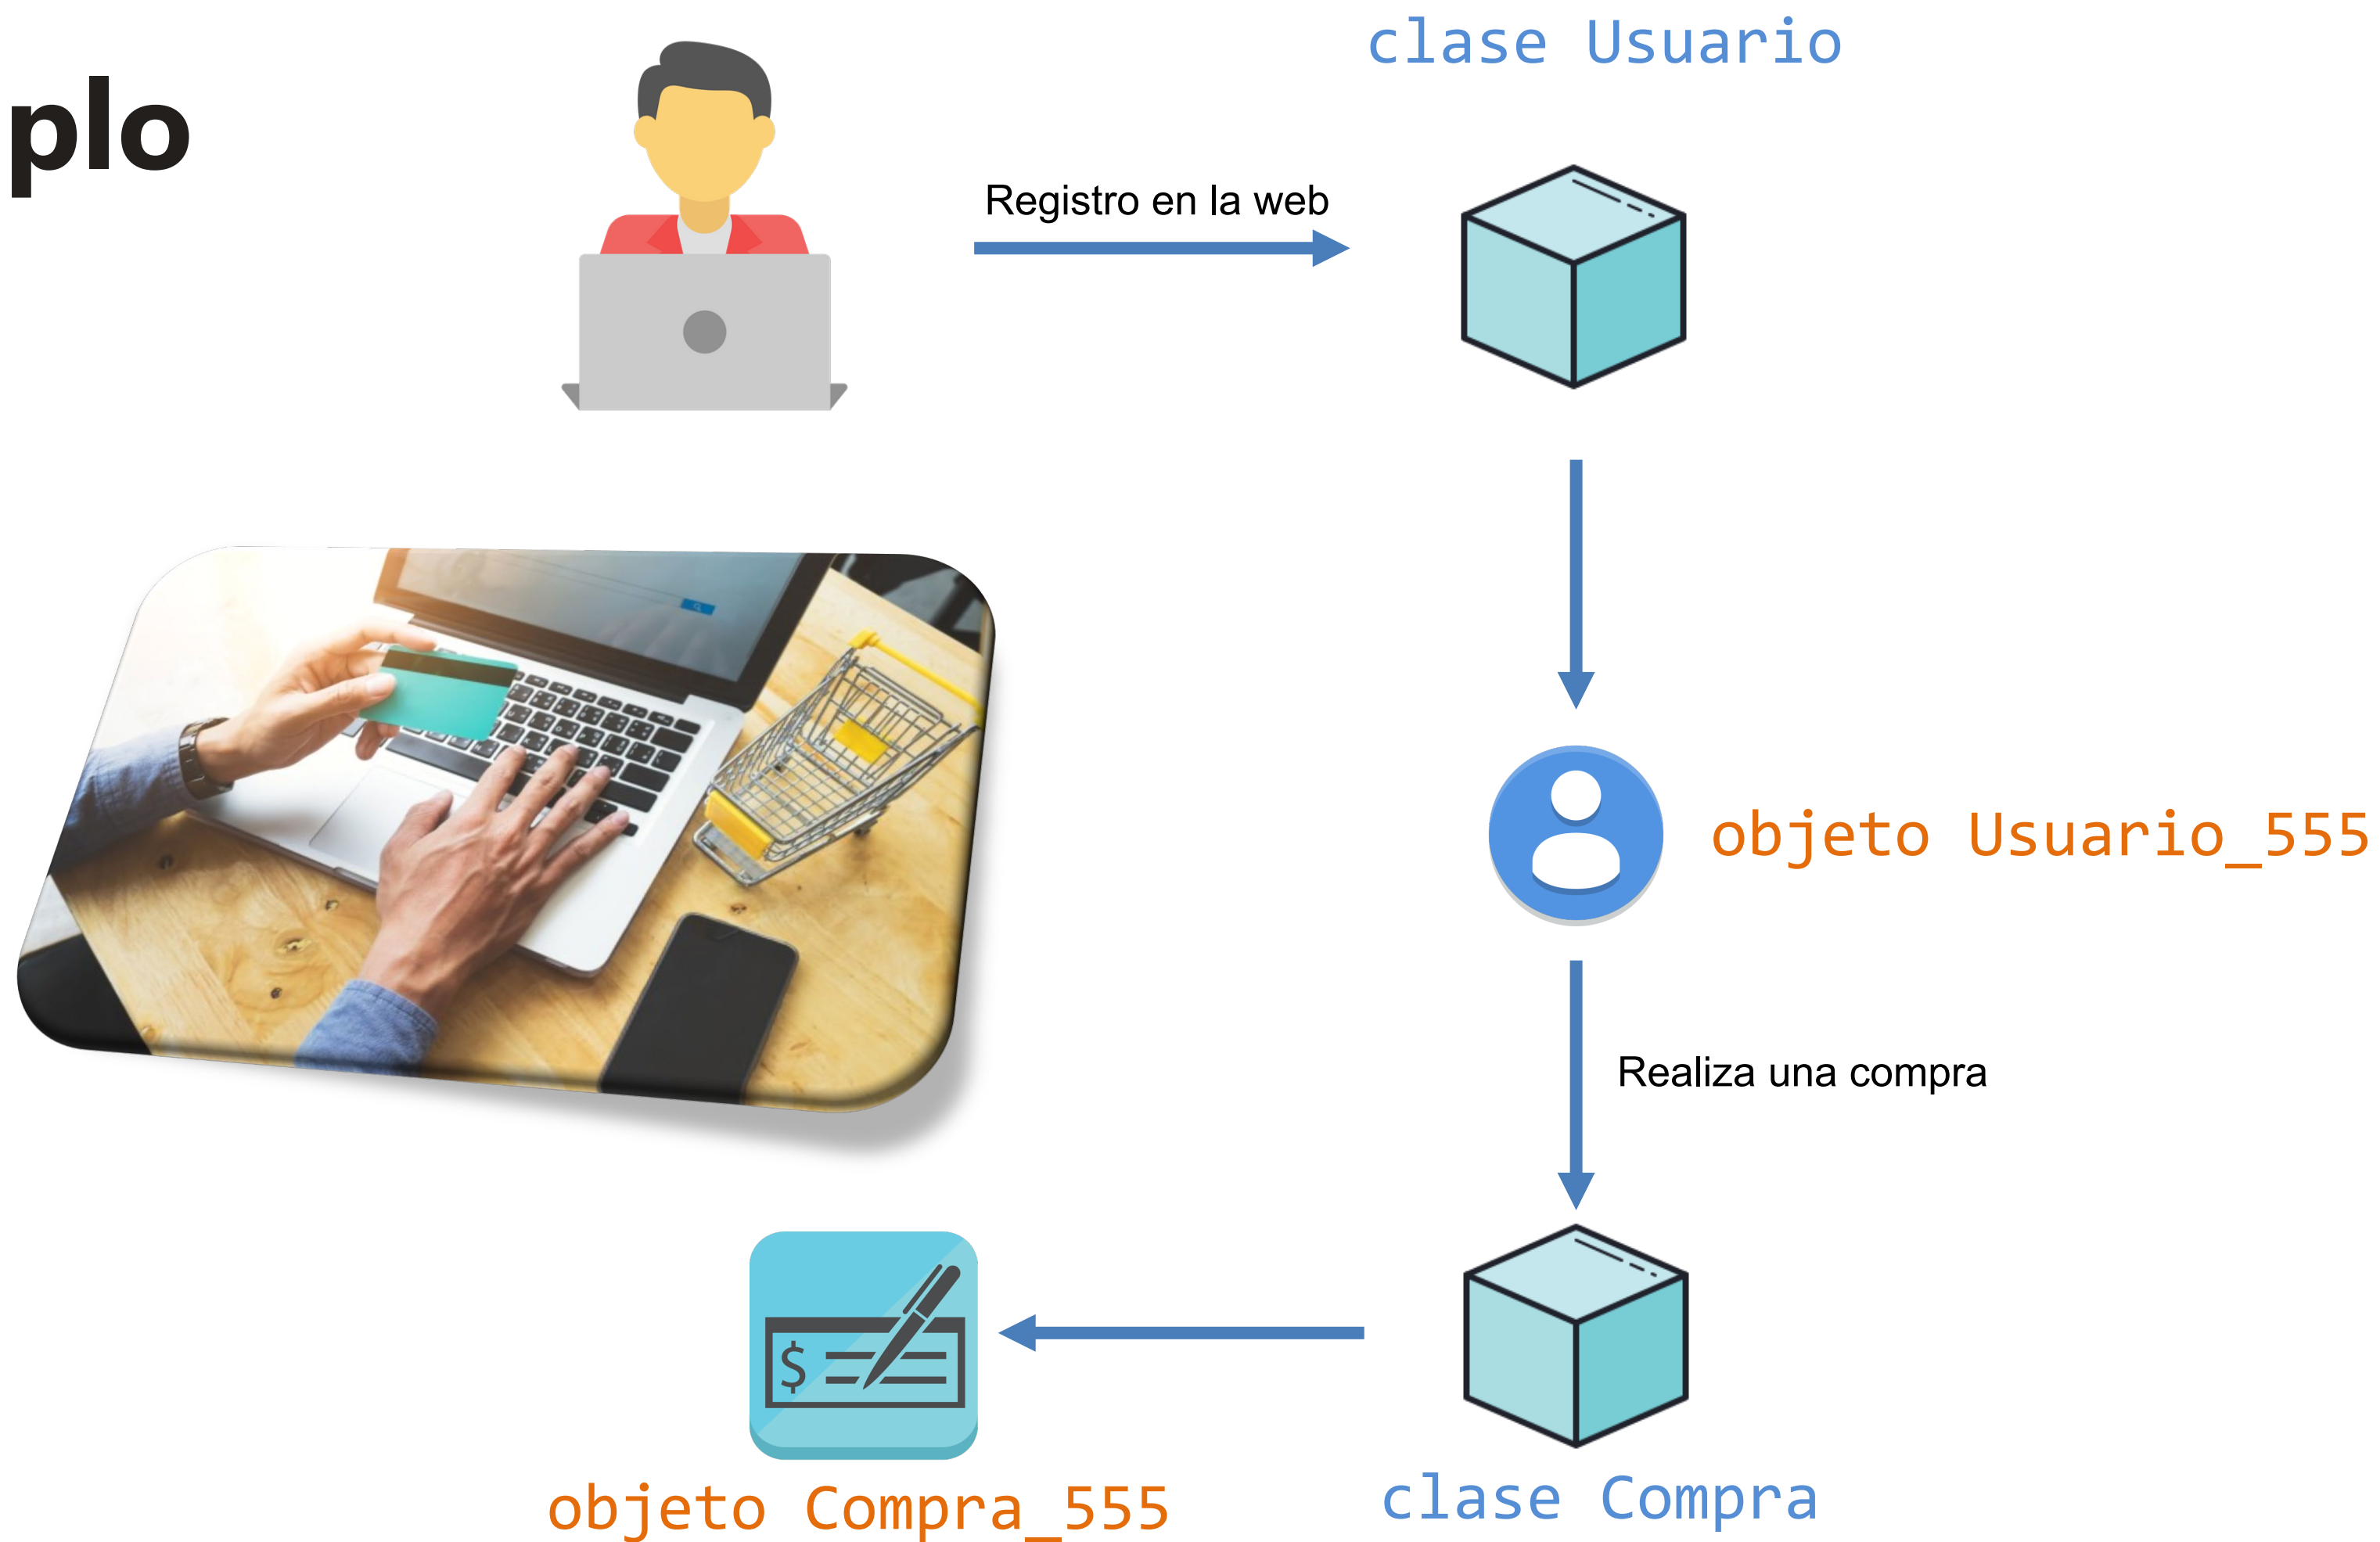 plo
clase Usuario
Registro en la web
objeto Usuario_555
Realiza una compra
$
objeto Compra_555
clase Compra